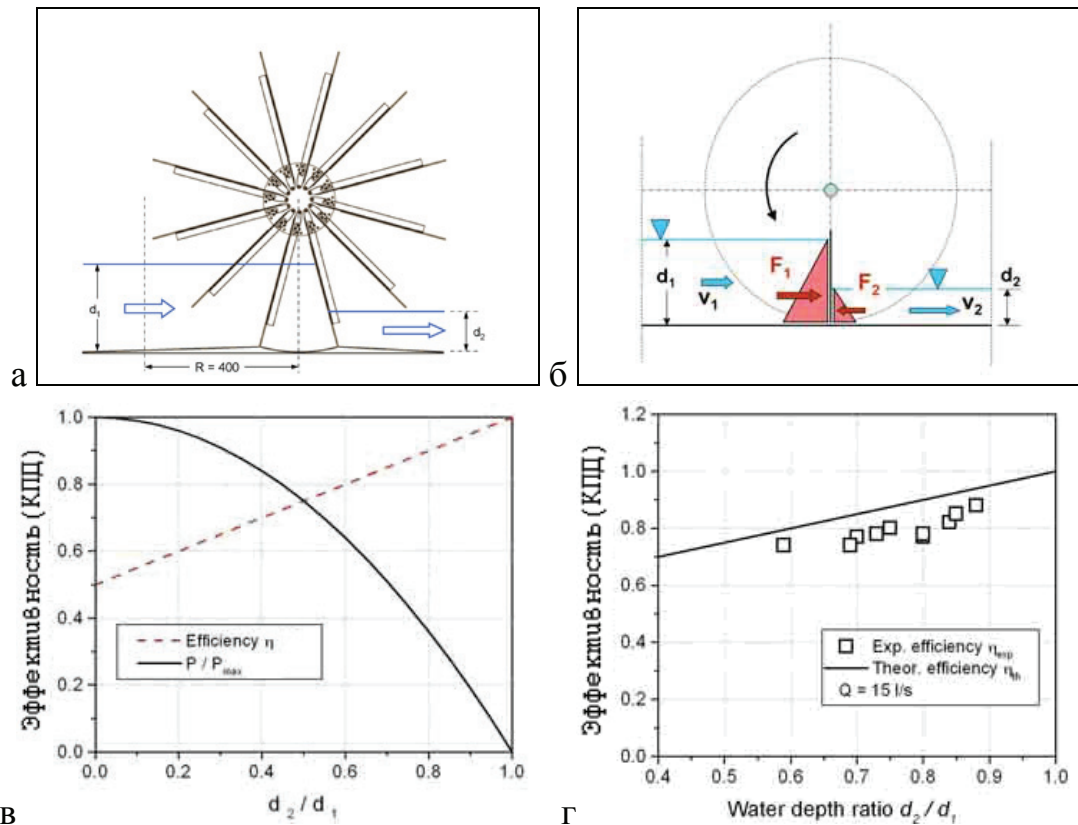 d₁
d₂
R = 400
а
d₁
v₁
F₁
F₂
v₂
d₂
б
Эффективность (КПД)
1.0
0.8
0.6
0.4
0.2
0.0
Efficiency η
P / Pmax
0.0 0.2 0.4 0.6 0.8 1.0
d₂ / d₁
в
Эффективность (КПД)
1.2
1.0
0.8
0.6
0.4
0.2
0.0
Exp. efficiency ηexp
Theor. efficiency ηth
Q = 15 l/s
0.4 0.5 0.6 0.7 0.8 0.9 1.0
Water depth ratio d₂ / d₁
г